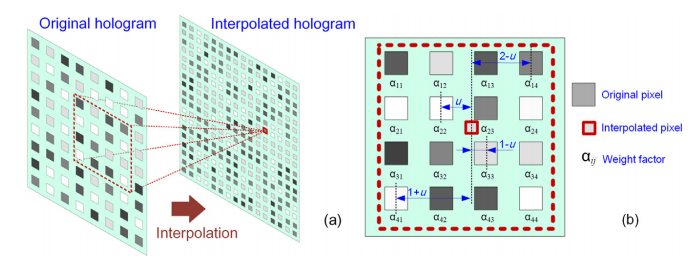 Original hologram
Interpolated hologram
Interpolation
(a)
2-u
α11 α12 α13 α14
u
α21 α22 α23 α24
1-u
α31 α32 α33 α34
1+u
α41 α42 α43 α44
(b)
Original pixel
Interpolated pixel
αij Weight factor